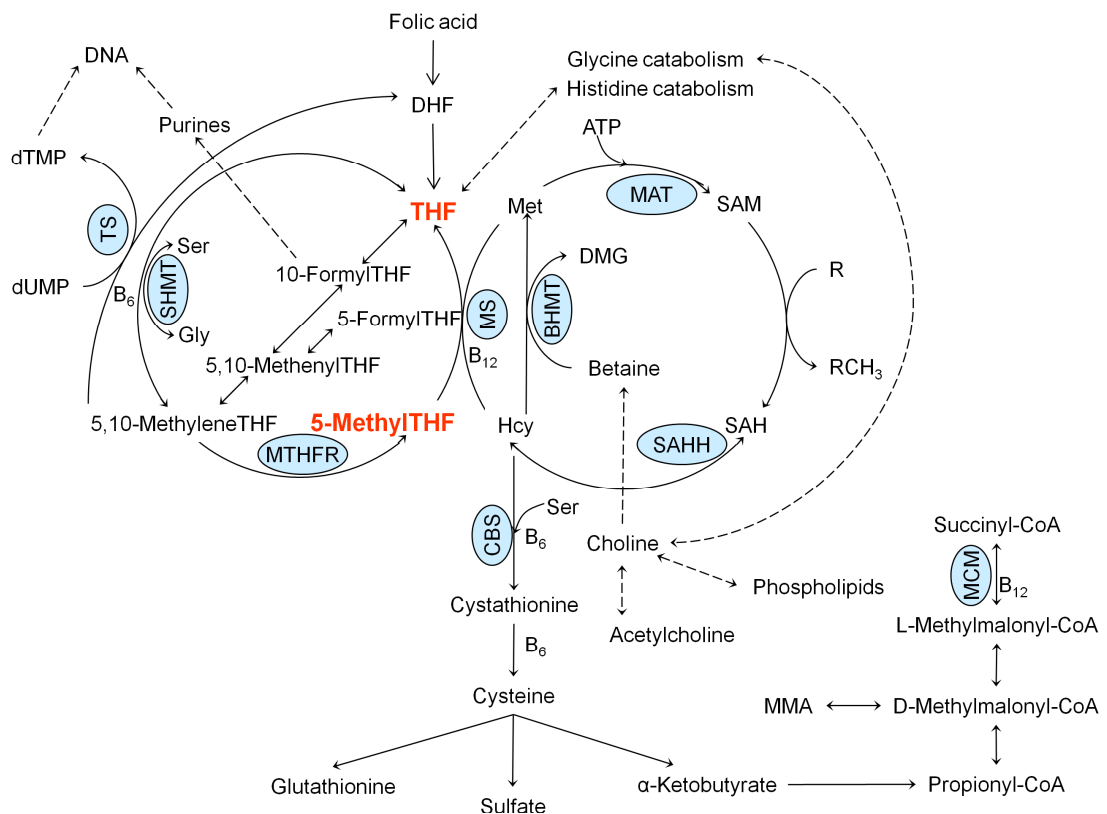 Folic acid
DNA
Glycine catabolism
Histidine catabolism
DHF
Purines
ATP
dTMP
MAT
THF
Met
SAM
TS
Ser
DMG
10-FormylTHF
R
dUMP
B6
SHMT
5-FormylTHF
MS
BHMT
Gly
B12
5,10-MethenylTHF
Betaine
RCH3
5,10-MethyleneTHF
5-MethylTHF
Hcy
SAH
MTHFR
SAHH
Ser
CBS
B6
Choline
Succinyl-CoA
MCM
B12
Phospholipids
Cystathionine
Acetylcholine
L-Methylmalonyl-CoA
B6
Cysteine
MMA
D-Methylmalonyl-CoA
Glutathionine
Sulfate
α-Ketobutyrate
Propionyl-CoA